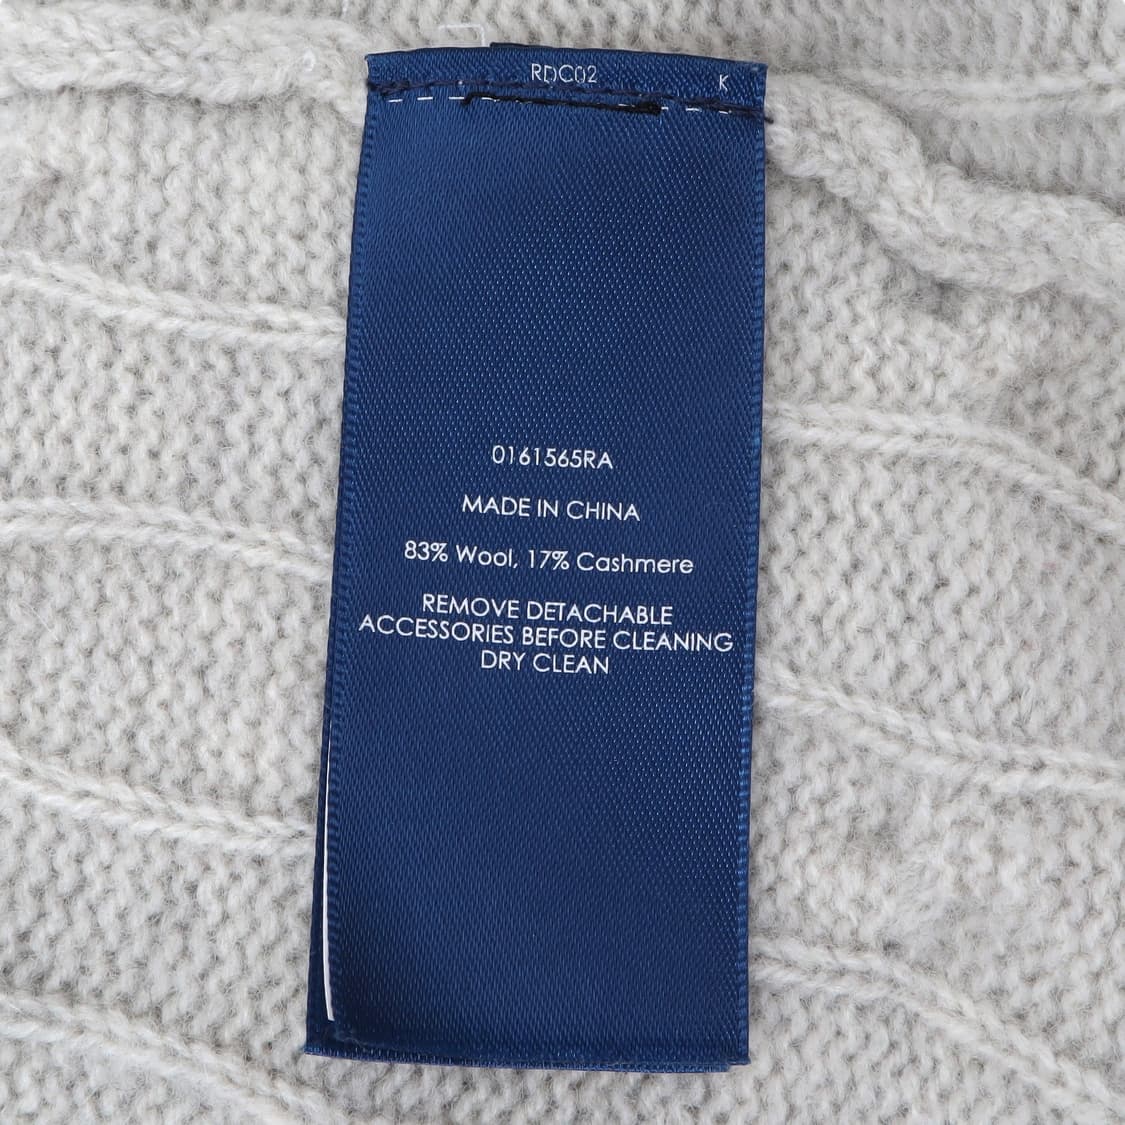 RDC02 K
0161565RA
MADE IN CHINA
83% Wool, 17% Cashmere
REMOVE DETACHABLE
ACCESSORIES BEFORE CLEANING
DRY CLEAN